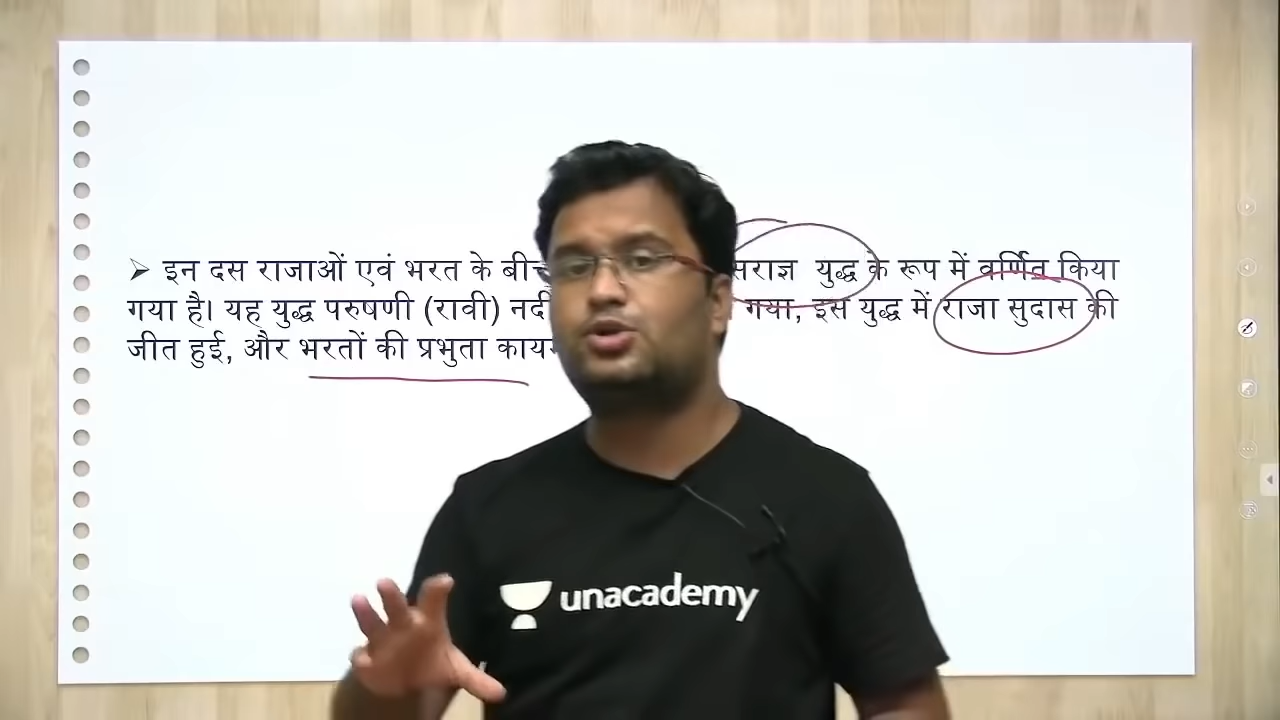 इन दस राजाओं एवं भरत के युद्ध के रूप में वर्णित किया
गया है। यह युद्ध परुषणी (रावी) नदी गया, इस युद्ध में राजा सुदास की
जीत हुई, और भरतों की प्रभुता
unacademy